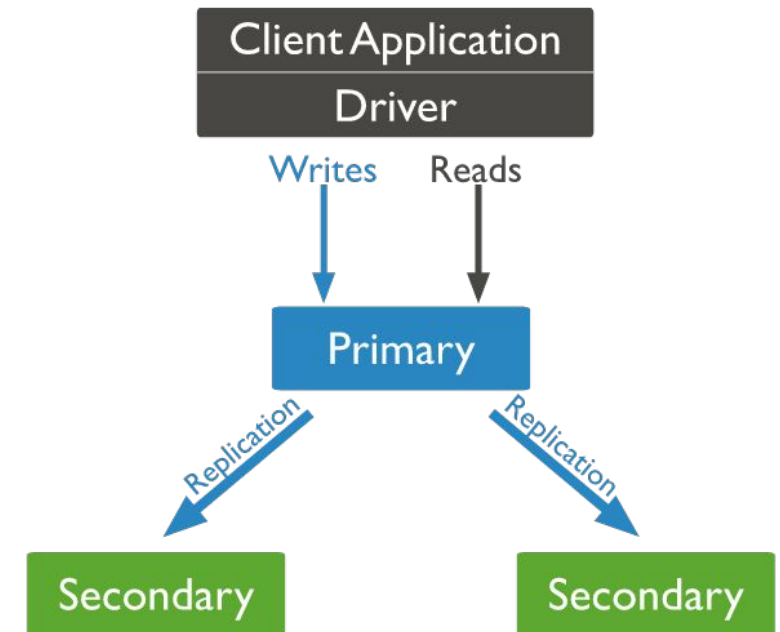 Client Application
Driver
Writes Reads
Primary
Replication Replication
Secondary Secondary